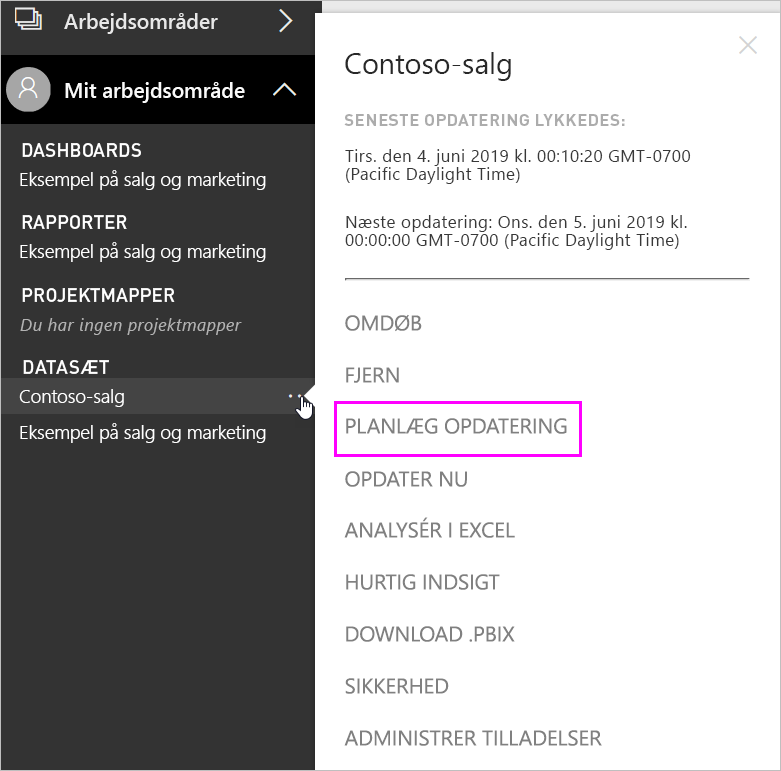 Arbejdsområder
Mit arbejdsområde
DASHBOARDS
Eksempel på salg og marketing
RAPPORTER
Eksempel på salg og marketing
PROJEKTMAPPER
Du har ingen projektmapper
DATASÆT
Contoso-salg
Eksempel på salg og marketing
Contoso-salg
SENESTE OPDATERING LYKKEDES:
Tirs. den 4. juni 2019 kl. 00:10:20 GMT-0700
(Pacific Daylight Time)
Næste opdatering: Ons. den 5. juni 2019 kl.
00:00:00 GMT-0700 (Pacific Daylight Time)
OMDØB
FJERN
PLANLÆG OPDATERING
OPDATER NU
ANALYSÉR I EXCEL
HURTIG INDSIGT
DOWNLOAD .PBIX
SIKKERHED
ADMINISTRER TILLADELSER